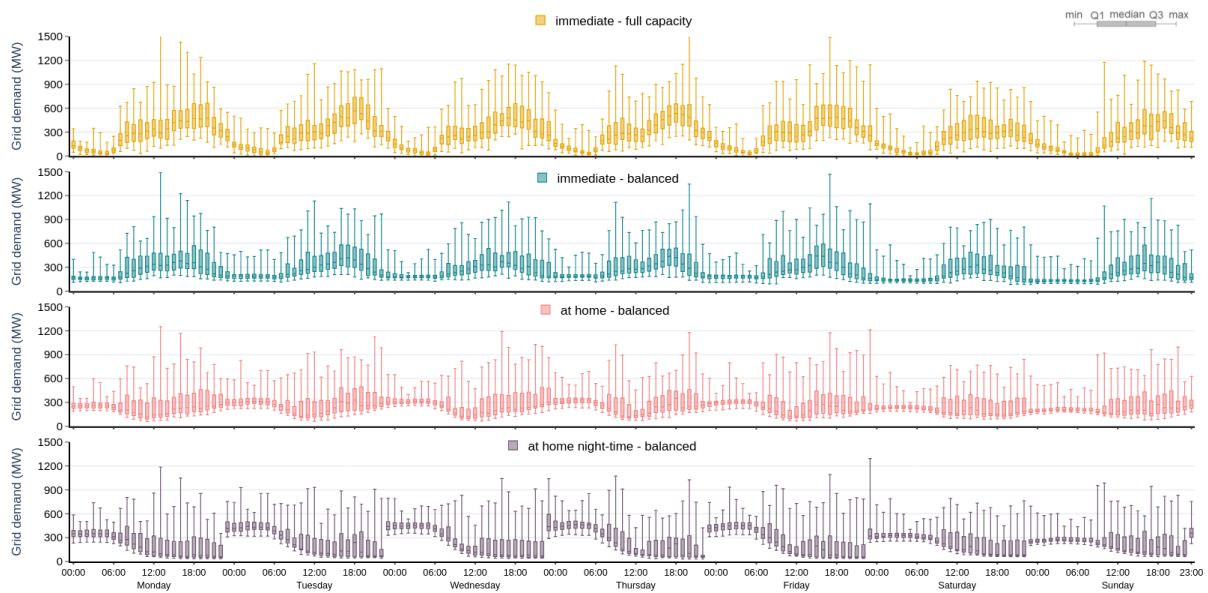 immediate - full capacity
min Q1 median Q3 max
Grid demand (MW)
1500
1200
900
600
300
0
immediate - balanced
Grid demand (MW)
1500
1200
900
600
300
0
at home - balanced
Grid demand (MW)
1500
1200
900
600
300
0
at home night-time - balanced
Grid demand (MW)
1500
1200
900
600
300
0
00:00 06:00 12:00 18:00 00:00 06:00 12:00 18:00 00:00 06:00 12:00 18:00 00:00 06:00 12:00 18:00 00:00 06:00 12:00 18:00 00:00 06:00 12:00 18:00 00:00 06:00 12:00 18:00 23:00
Monday Tuesday Wednesday Thursday Friday Saturday Sunday